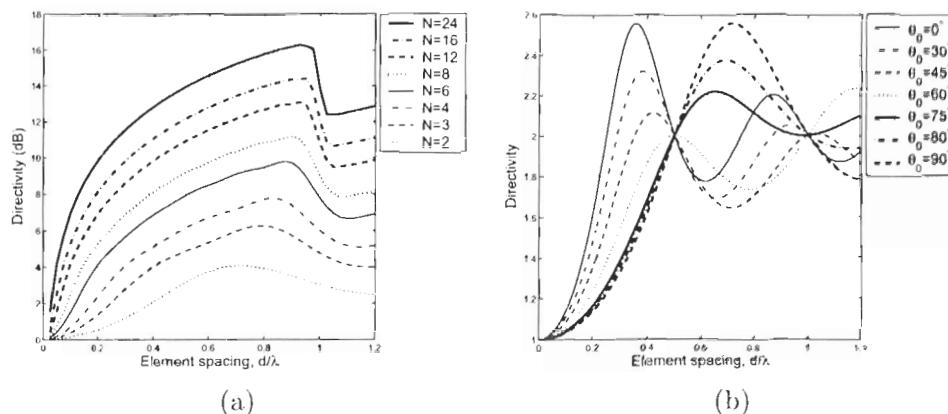 18
16
14
12
10
8
6
4
2
0
Directivity (dB)
0 0.2 0.4 0.6 0.8 1 1.2
Element spacing, d/λ
N=24
N=16
N=12
N=8
N=6
N=4
N=3
N=2
(a)
2.6
2.4
2.2
2
1.8
1.6
1.4
1.2
1
Directivity
0 0.2 0.4 0.6 0.8 1
Element spacing, d/λ
θ0=0°
θ0=30°
θ0=45°
θ0=60°
θ0=75°
θ0=80°
θ0=90°
(b)